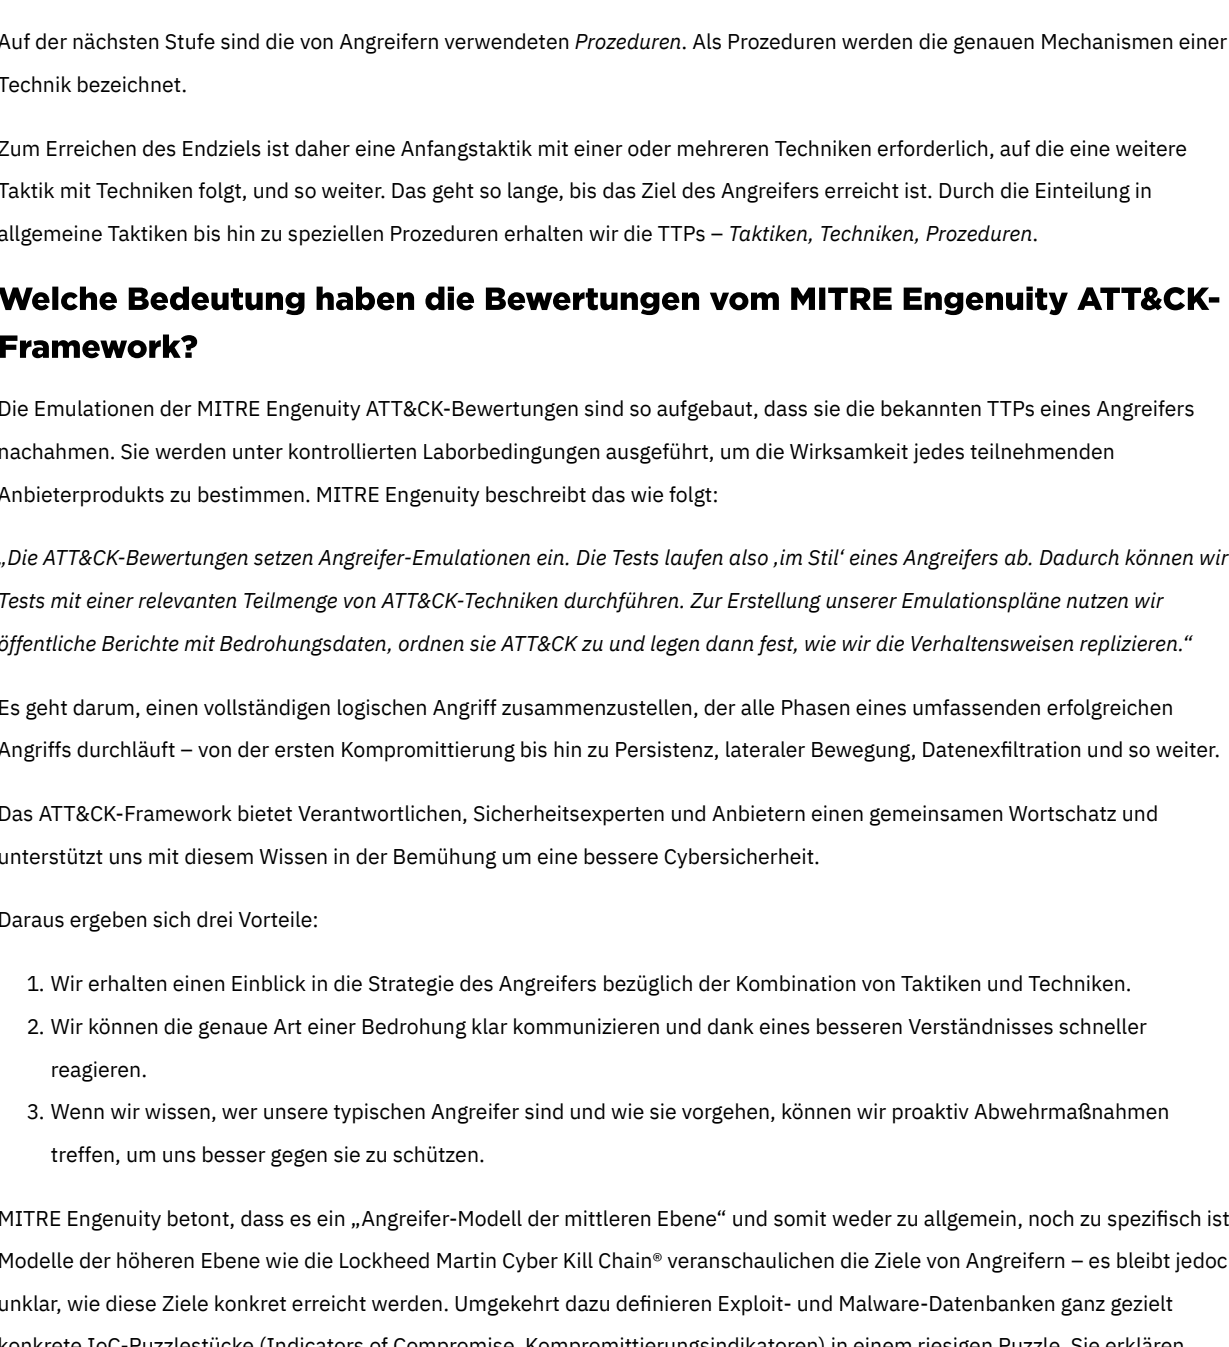 Auf der nächsten Stufe sind die von Angreifern verwendeten Prozeduren. Als Prozeduren werden die genauen Mechanismen einer
Technik bezeichnet.
Zum Erreichen des Endziels ist daher eine Anfangstaktik mit einer oder mehreren Techniken erforderlich, auf die eine weitere
Taktik mit Techniken folgt, und so weiter. Das geht so lange, bis das Ziel des Angreifers erreicht ist. Durch die Einteilung in
allgemeine Taktiken bis hin zu speziellen Prozeduren erhalten wir die TTPs – Taktiken, Techniken, Prozeduren.
Welche Bedeutung haben die Bewertungen vom MITRE Engenuity ATT&CK-
Framework?
Die Emulationen der MITRE Engenuity ATT&CK-Bewertungen sind so aufgebaut, dass sie die bekannten TTPs eines Angreifers
nachahmen. Sie werden unter kontrollierten Laborbedingungen ausgeführt, um die Wirksamkeit jedes teilnehmenden
Anbieterprodukts zu bestimmen. MITRE Engenuity beschreibt das wie folgt:
„Die ATT&CK-Bewertungen setzen Angreifer-Emulationen ein. Die Tests laufen also ‚im Stil‘ eines Angreifers ab. Dadurch können wir
Tests mit einer relevanten Teilmenge von ATT&CK-Techniken durchführen. Zur Erstellung unserer Emulationspläne nutzen wir
öffentliche Berichte mit Bedrohungsdaten, ordnen sie ATT&CK zu und legen dann fest, wie wir die Verhaltensweisen replizieren.“
Es geht darum, einen vollständigen logischen Angriff zusammenzustellen, der alle Phasen eines umfassenden erfolgreichen
Angriffs durchläuft – von der ersten Kompromittierung bis hin zu Persistenz, lateraler Bewegung, Datenexfiltration und so weiter.
Das ATT&CK-Framework bietet Verantwortlichen, Sicherheitsexperten und Anbietern einen gemeinsamen Wortschatz und
unterstützt uns mit diesem Wissen in der Bemühung um eine bessere Cybersicherheit.
Daraus ergeben sich drei Vorteile:
1. Wir erhalten einen Einblick in die Strategie des Angreifers bezüglich der Kombination von Taktiken und Techniken.
2. Wir können die genaue Art einer Bedrohung klar kommunizieren und dank eines besseren Verständnisses schneller
reagieren.
3. Wenn wir wissen, wer unsere typischen Angreifer sind und wie sie vorgehen, können wir proaktiv Abwehrmaßnahmen
treffen, um uns besser gegen sie zu schützen.
MITRE Engenuity betont, dass es ein „Angreifer-Modell der mittleren Ebene“ und somit weder zu allgemein, noch zu spezifisch ist
Modelle der höheren Ebene wie die Lockheed Martin Cyber Kill Chain® veranschaulichen die Ziele von Angreifern – es bleibt jedoc
unklar, wie diese Ziele konkret erreicht werden. Umgekehrt dazu definieren Exploit- und Malware-Datenbanken ganz gezielt
konkrete IoC-Puzzlestücke (Indicators of Compromise, Kompromittierungsindikatoren) in einem riesigen Puzzle. Sie erklären